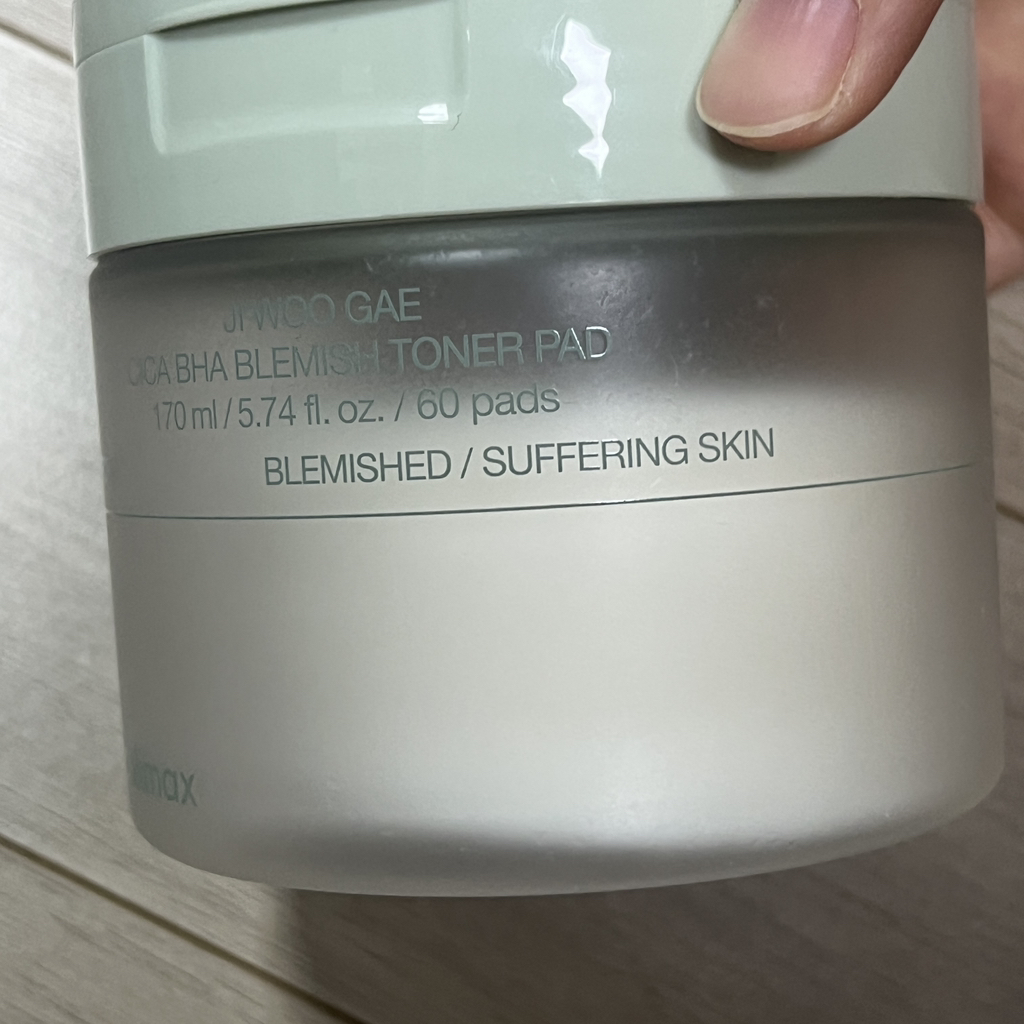 JI WOO GAE
CICA BHA BLEMISH TONER PAD
170 ml / 5.74 fl. oz. / 60 pads
BLEMISHED / SUFFERING SKIN